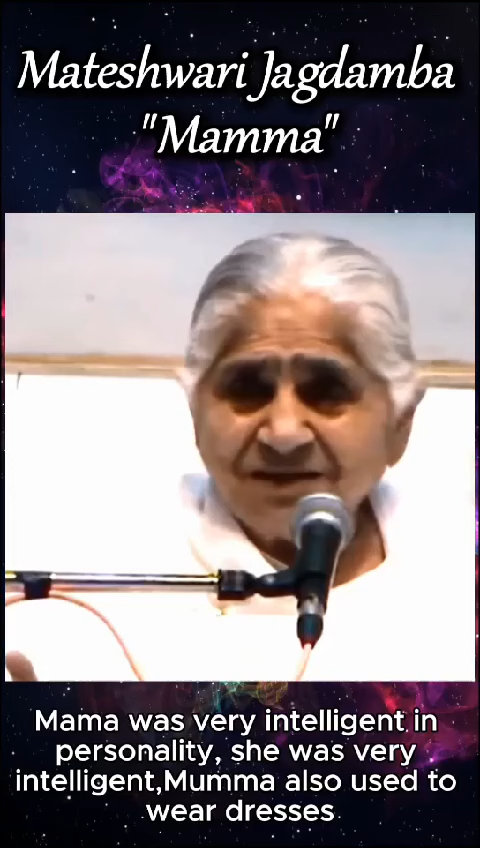 Mateshwari Jagdamba
"Mamma"
Mama was very intelligent in
personality, she was very
intelligent,Mumma also used to
wear dresses